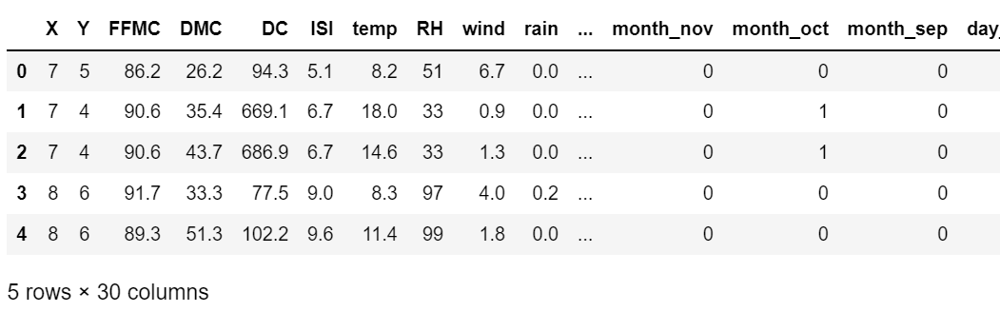 X Y FFMC DMC DC ISI temp RH wind rain ... month_nov month_oct month_sep day_
0 7 5 86.2 26.2 94.3 5.1 8.2 51 6.7 0.0 ... 0 0 0
1 7 4 90.6 35.4 669.1 6.7 18.0 33 0.9 0.0 ... 0 1 0
2 7 4 90.6 43.7 686.9 6.7 14.6 33 1.3 0.0 ... 0 1 0
3 8 6 91.7 33.3 77.5 9.0 8.3 97 4.0 0.2 ... 0 0 0
4 8 6 89.3 51.3 102.2 9.6 11.4 99 1.8 0.0 ... 0 0 0
5 rows × 30 columns